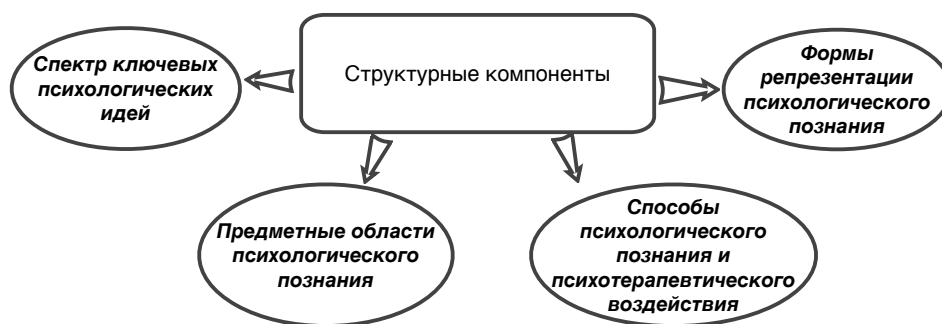 Структурные компоненты
Спектр ключевых
психологических
идей
Формы
репрезентации
психологического
познания
Предметные области
психологического
познания
Способы
психологического
познания и
психотерапевтического
воздействия